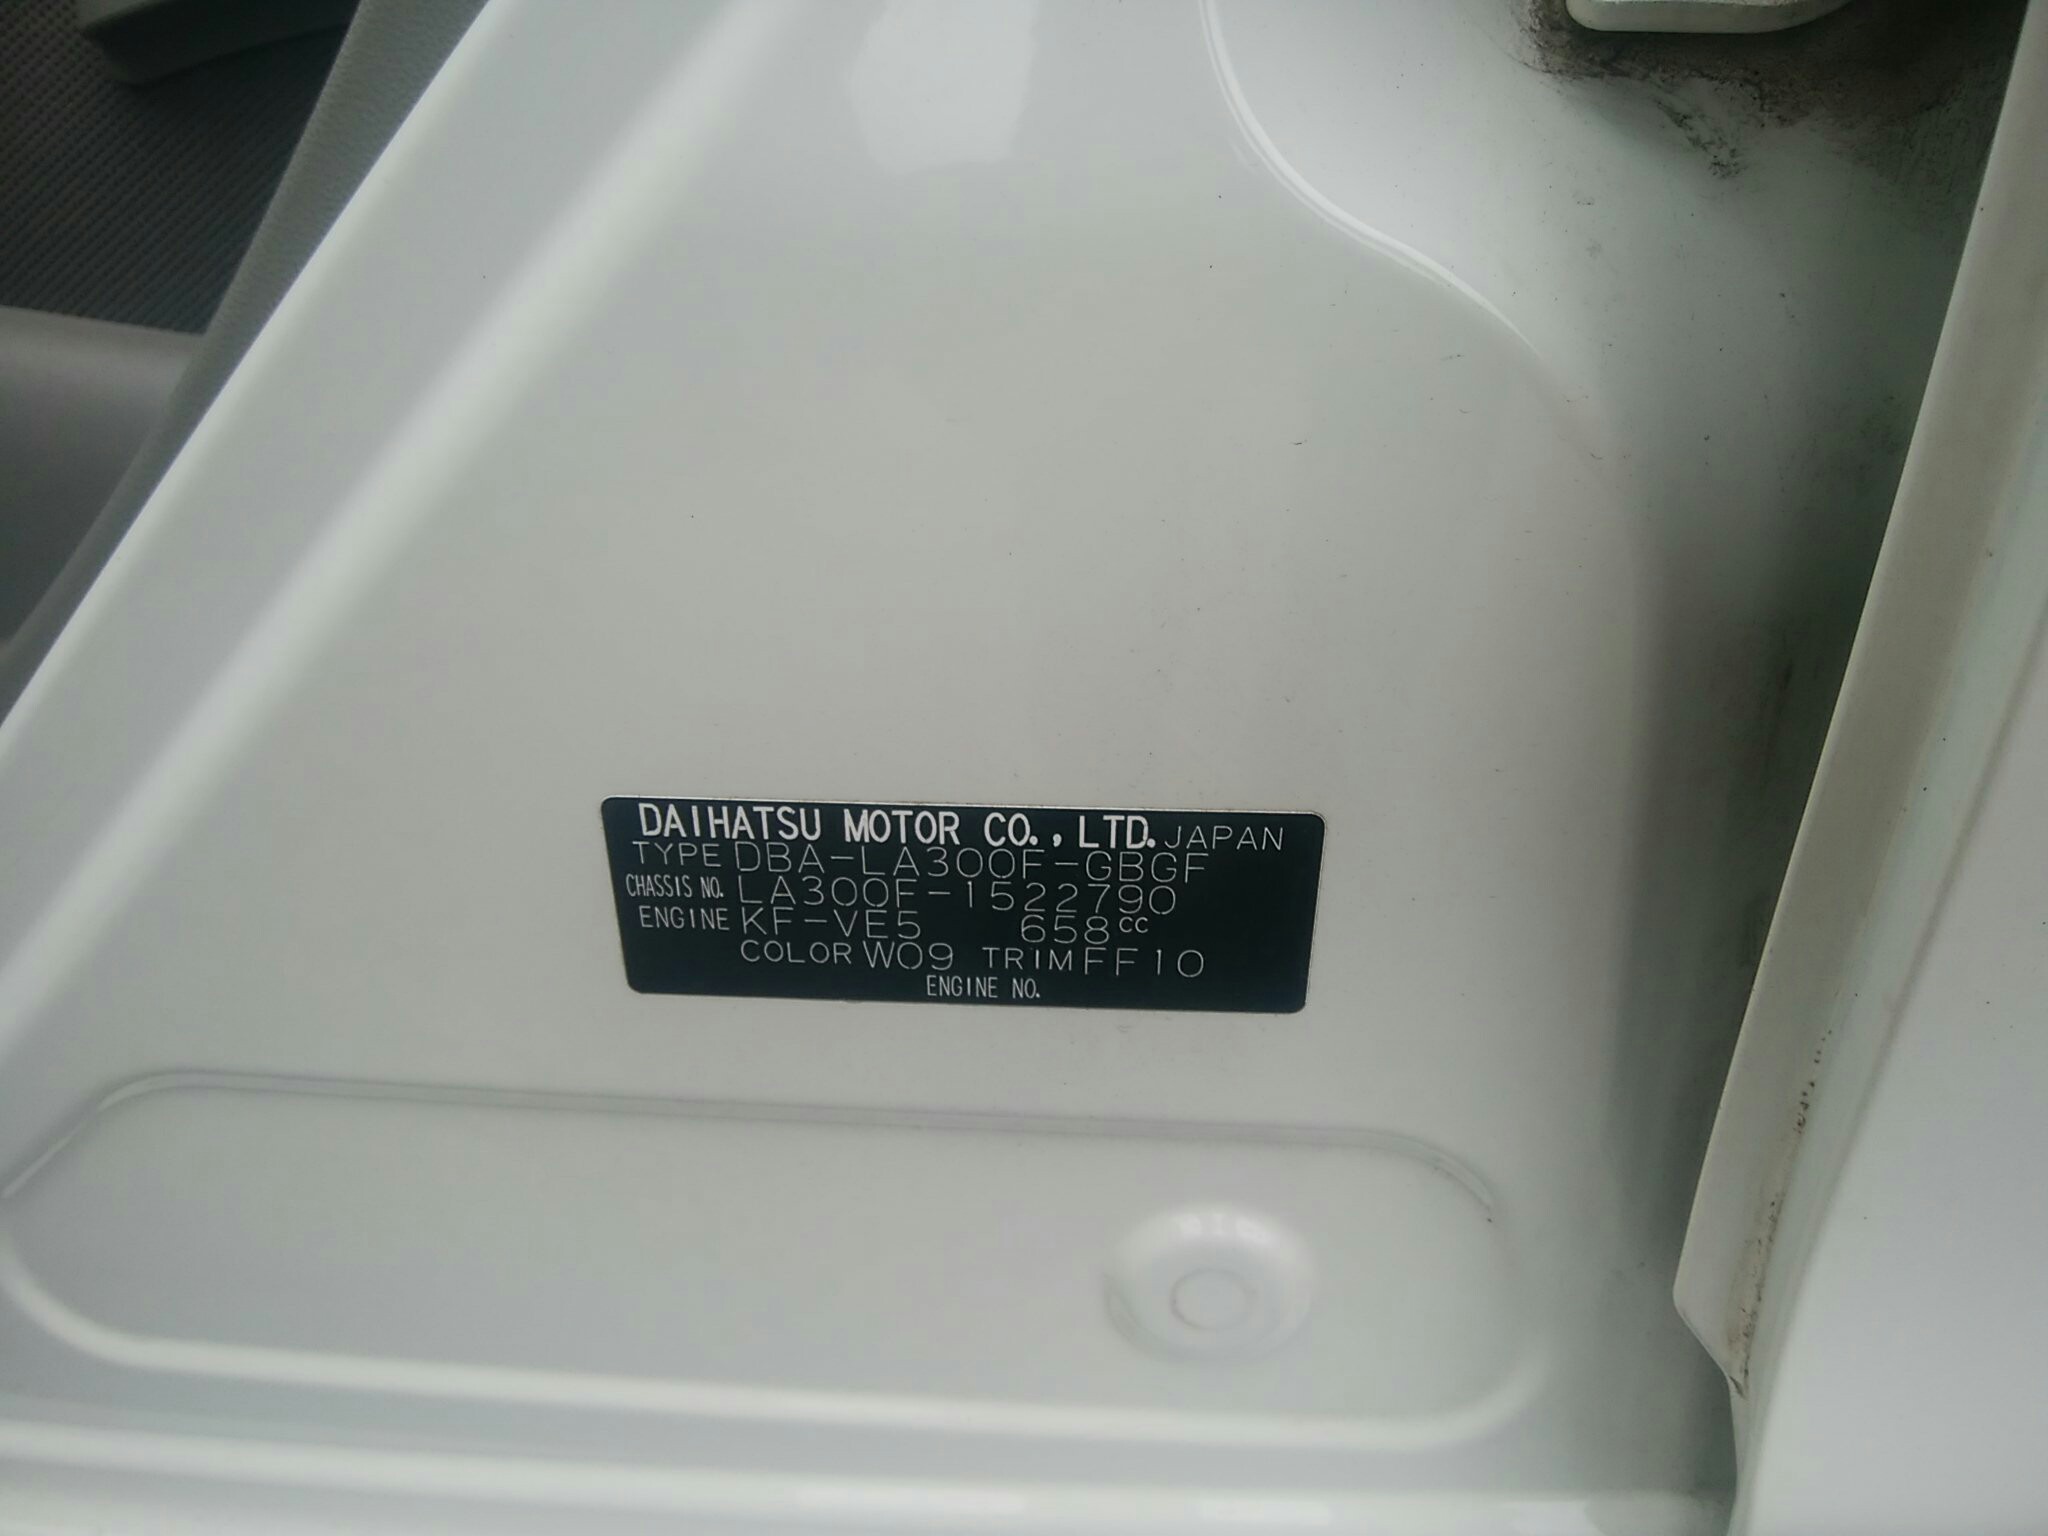 DAIHATSU MOTOR CO., LTD. JAPAN
TYPE DBA-LA300F-GBGF
CHASSIS NO. LA300F-1522790
ENGINE KF-VE5 658cc
COLOR W09 TRIM FF10
ENGINE NO.